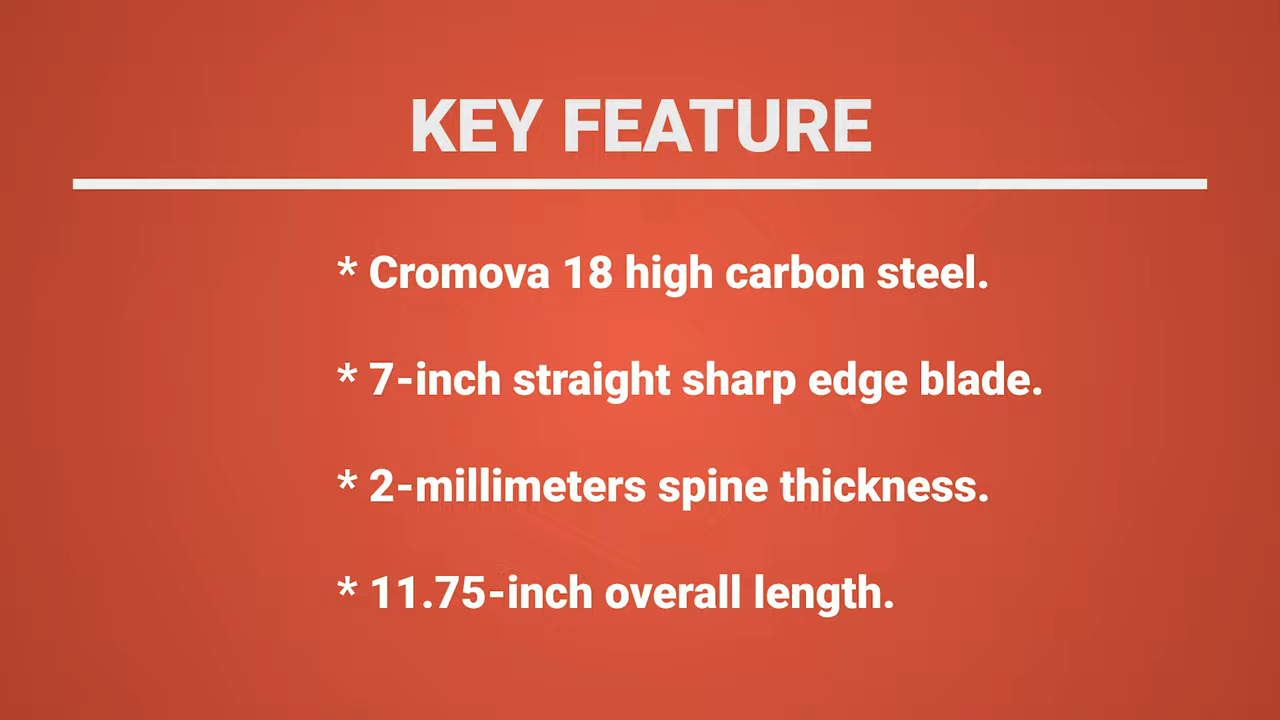 KEY FEATURE
* Cromova 18 high carbon steel.
* 7-inch straight sharp edge blade.
* 2-millimeters spine thickness.
* 11.75-inch overall length.